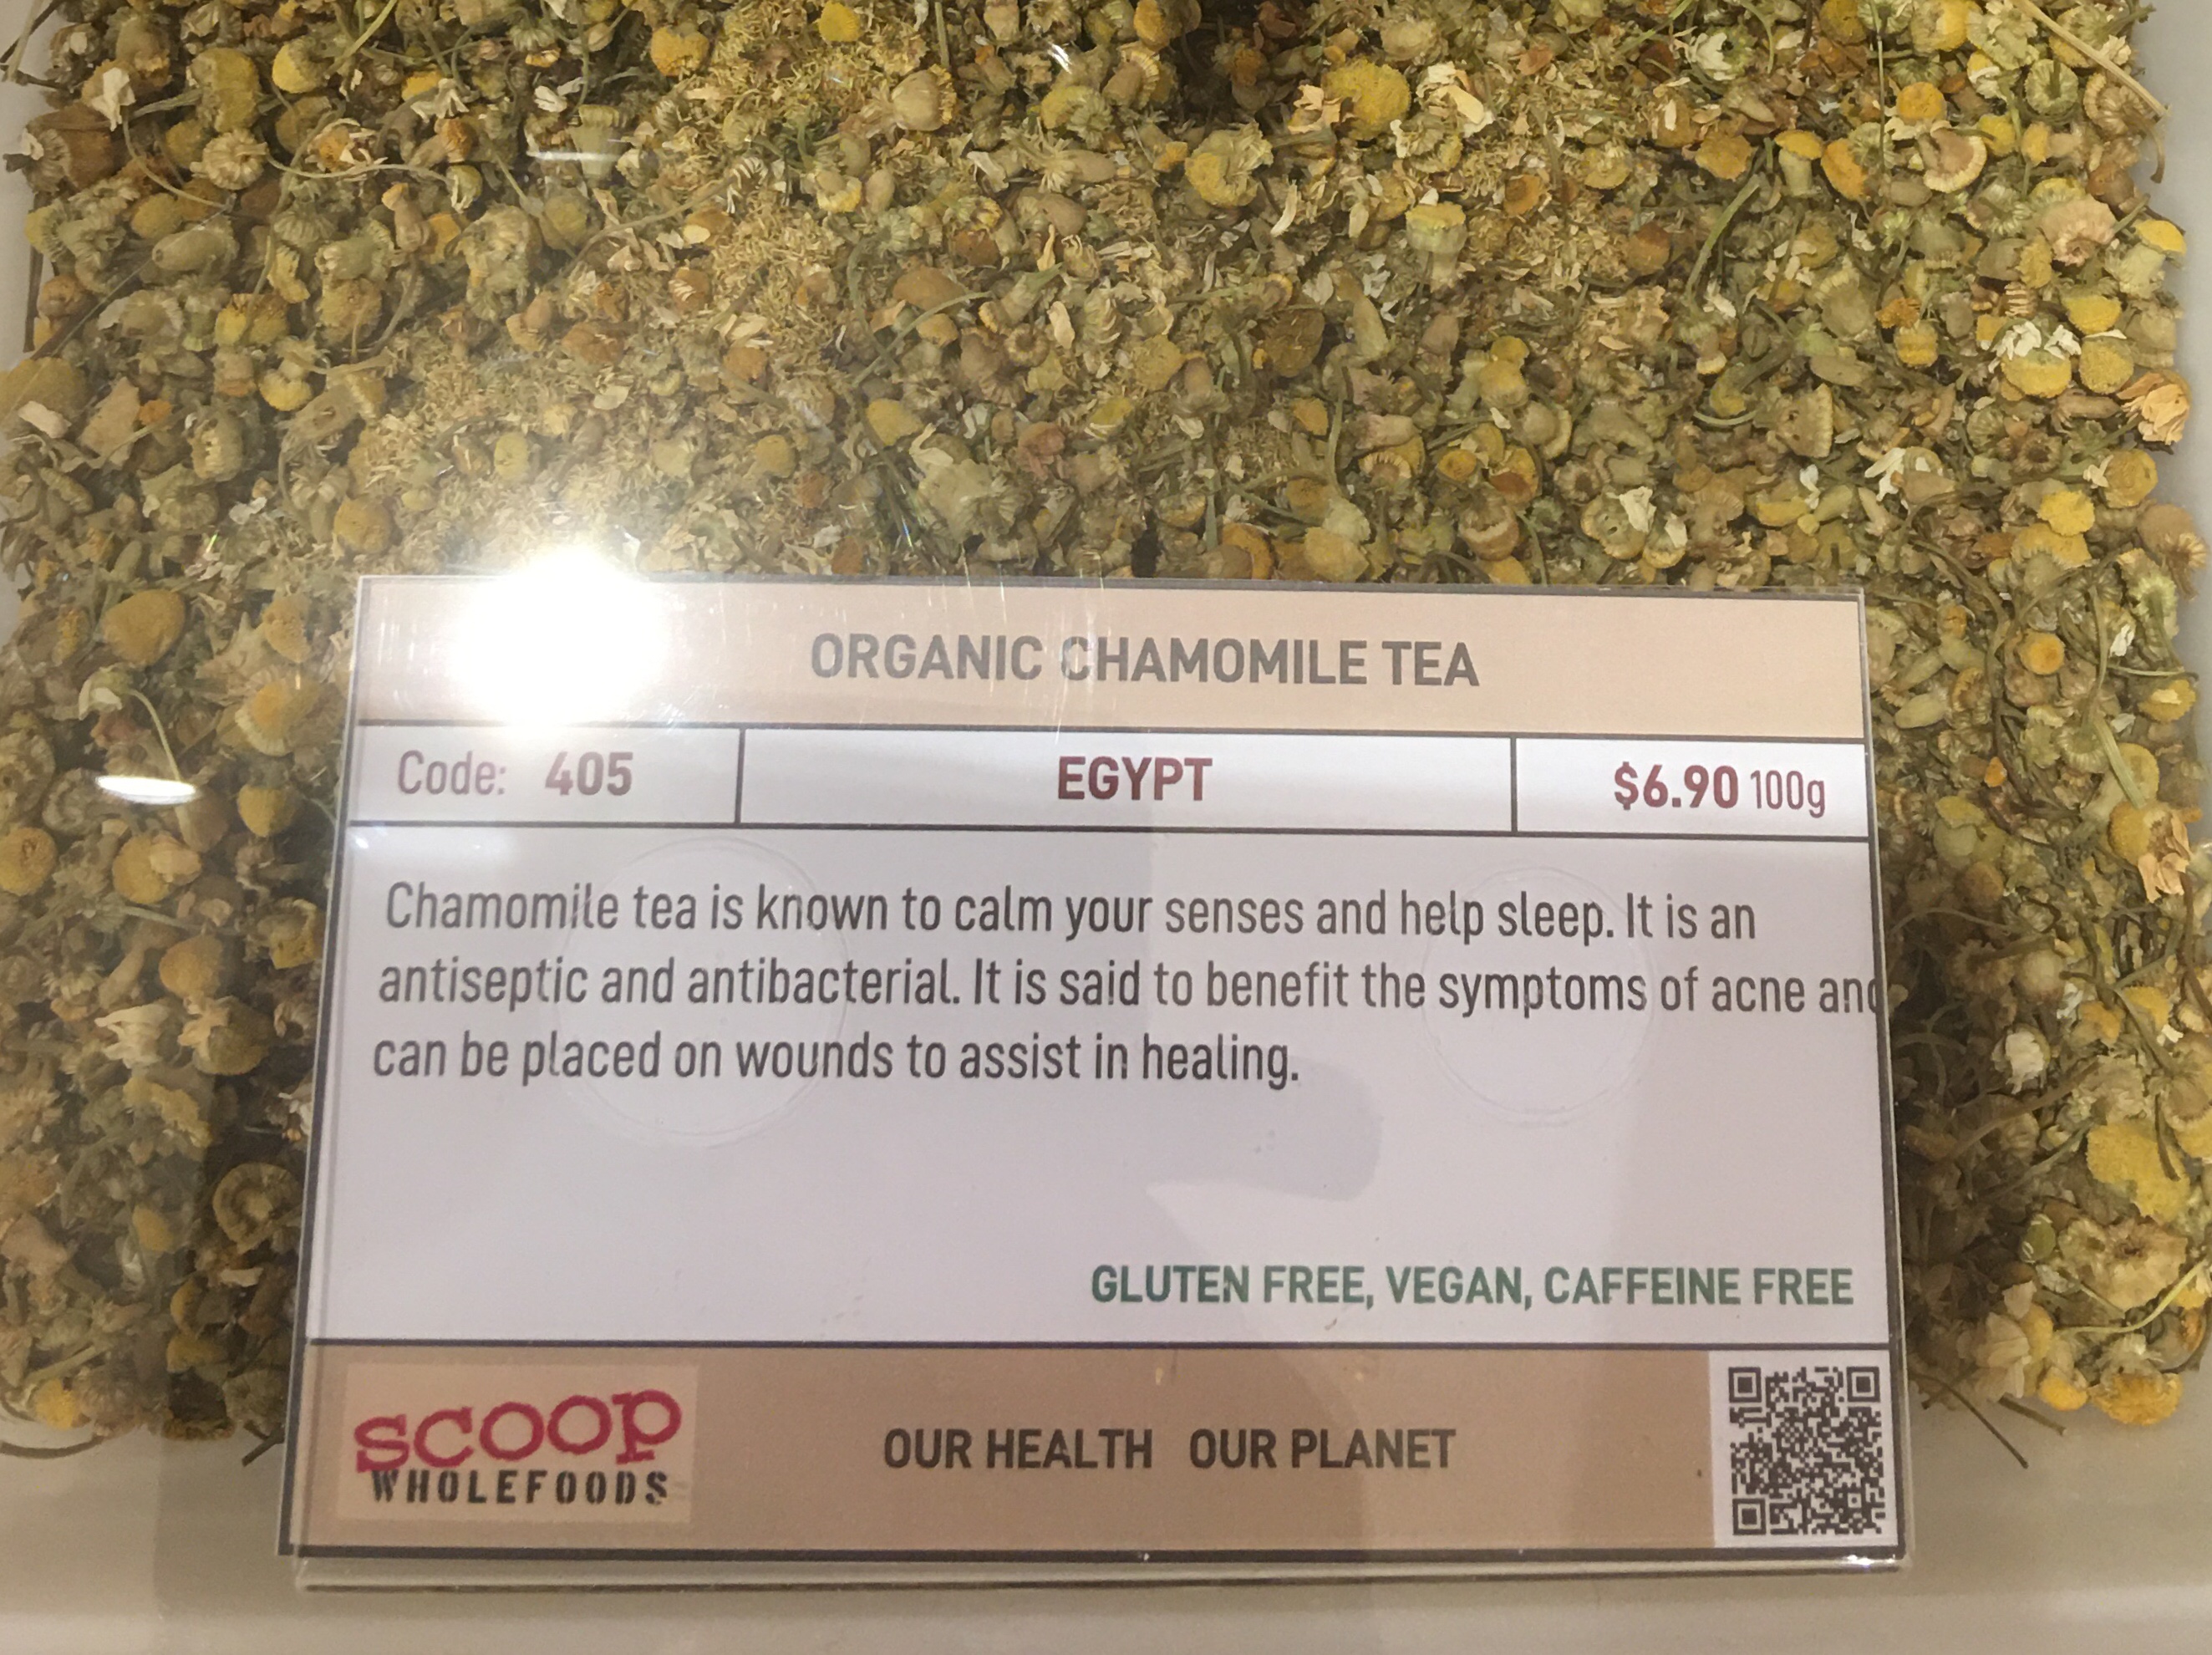 ORGANIC CHAMOMILE TEA
Code: 405
EGYPT
$6.90 100g
Chamomile tea is known to calm your senses and help sleep. It is an
antiseptic and antibacterial. It is said to benefit the symptoms of acne and
can be placed on wounds to assist in healing.
GLUTEN FREE, VEGAN, CAFFEINE FREE
SCOOP
WHOLEFOODS
OUR HEALTH OUR PLANET